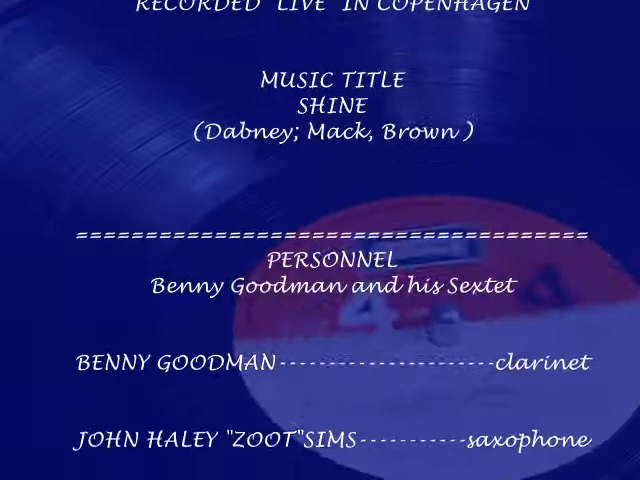 RECORDED "LIVE" IN COPENHAGEN
MUSIC TITLE
SHINE
(Dabney; Mack, Brown )
=====================================
PERSONNEL
Benny Goodman and his Sextet
BENNY GOODMAN----------------------clarinet
JOHN HALEY "ZOOT"SIMS-----------saxophone
4